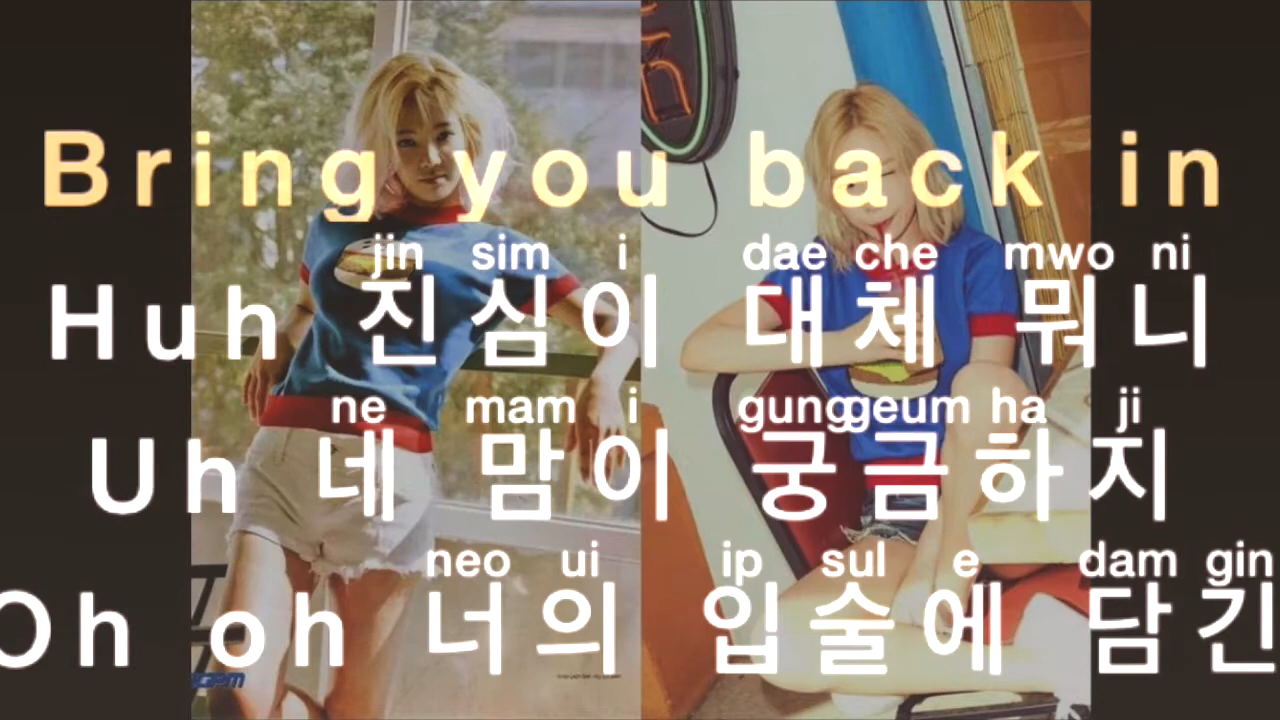 Bring you back in
jin sim i dae che mwo ni
Huh 진심이 대체 뭐니
ne mam i gung geum ha ji
Uh 네 맘이 궁금하지
neo ui ip sul e dam gin
Oh oh 너의 입술에 담긴